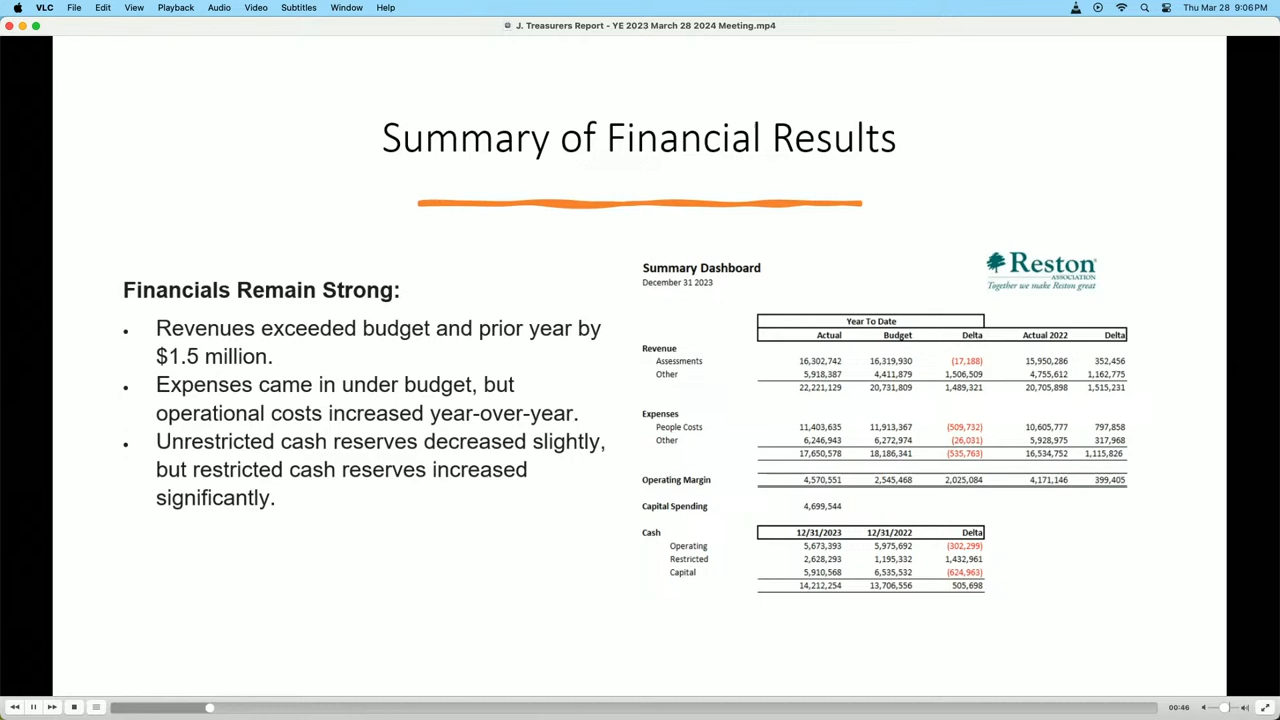 VLC File Edit View Playback Audio Video Subtitles Window Help Thu Mar 28 9:06PM
J. Treasurers Report - YE 2023 March 28 2024 Meeting.mp4
Summary of Financial Results
Financials Remain Strong:
• Revenues exceeded budget and prior year by
$1.5 million.
• Expenses came in under budget, but
operational costs increased year-over-year.
• Unrestricted cash reserves decreased slightly,
but restricted cash reserves increased
significantly.
Summary Dashboard
December 31 2023
Reston
ASSOCIATION
Together we make Reston great
Year To Date
Actual Budget Delta Actual 2022 Delta
Revenue
Assessments 16,302,742 16,319,930 (17,188) 15,950,286 352,456
Other 5,918,387 4,411,879 1,506,509 4,755,612 1,162,775
22,221,129 20,731,809 1,489,321 20,705,898 1,515,231
Expenses
People Costs 11,403,635 11,913,367 (509,732) 10,605,777 797,858
Other 6,246,943 6,272,974 (26,031) 5,928,975 317,968
17,650,578 18,186,341 (535,763) 16,534,752 1,115,826
Operating Margin 4,570,551 2,545,468 2,025,084 4,171,146 399,405
Capital Spending 4,699,544
Cash 12/31/2023 12/31/2022 Delta
Operating 5,673,393 5,975,692 (302,299)
Restricted 2,628,293 1,195,332 1,432,961
Capital 5,910,568 6,535,532 (624,963)
14,212,254 13,706,556 505,698
00:46